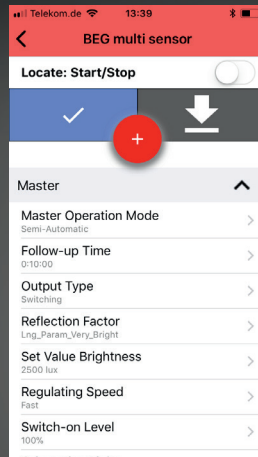 Telekom.de 13:39
BEG multi sensor
Locate: Start/Stop
Master
Master Operation Mode
Semi-Automatic
Follow-up Time
0:10:00
Output Type
Switching
Reflection Factor
Lng_Param_Very_Bright
Set Value Brightness
2500 lux
Regulating Speed
Fast
Switch-on Level
100%